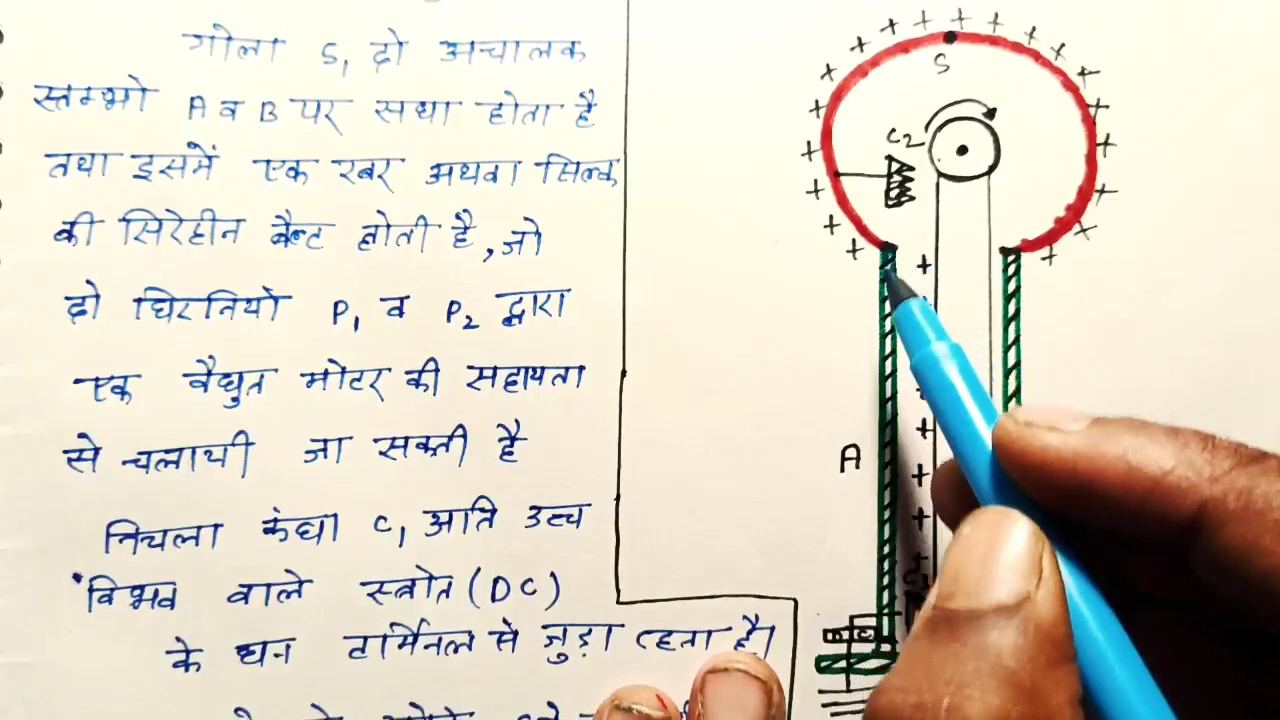 गोला S, दो अचालक
स्तम्भो A व B पर सधा होता है
तथा इसमें एक रबर अथवा सिल्क
की सिरेहीन बैल्ट होती है, जो
दो घिरनियो P₁ व P₂ द्वारा
एक वैद्युत मोटर की सहायता
से चलायी जा सकती है
निचला कंघा C₁ अति उच्च
विभव वाले स्त्रोत (DC)
के धन टार्मिनल से जुड़ा रहता है।
S
C2
A